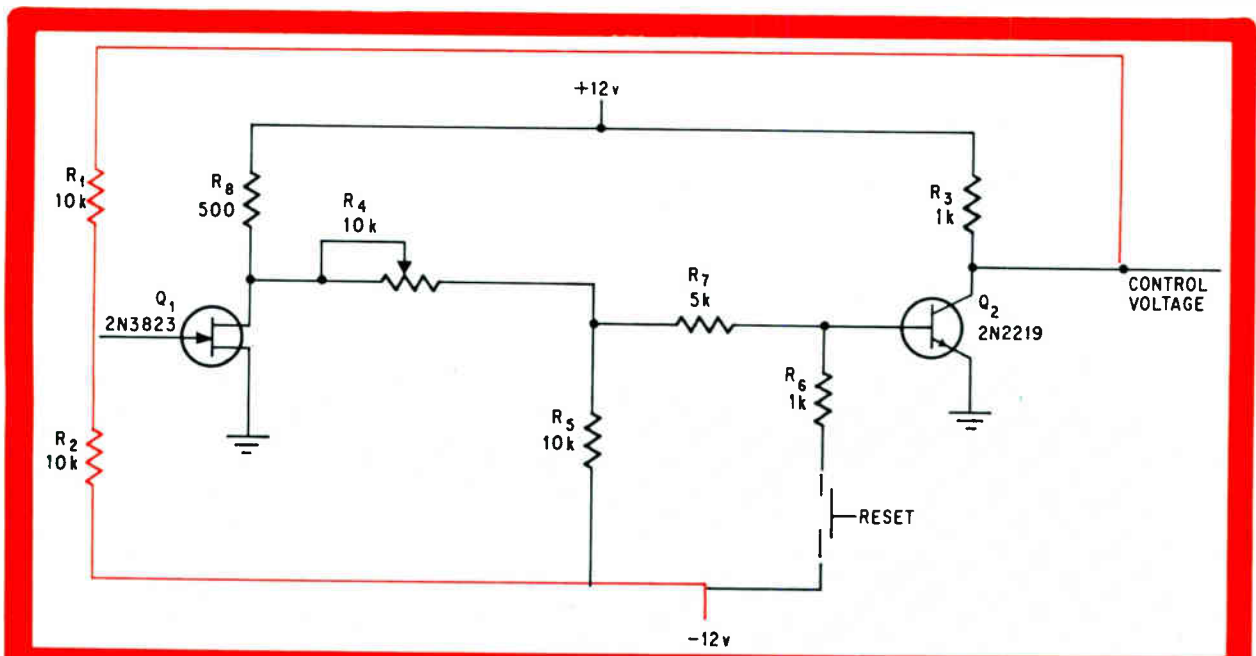 +12v
R1
10k
R8
500
R4
10k
R3
1k
Q1
2N3823
R7
5k
CONTROL
VOLTAGE
Q2
2N2219
R6
1k
R2
10k
R5
10k
RESET
-12v